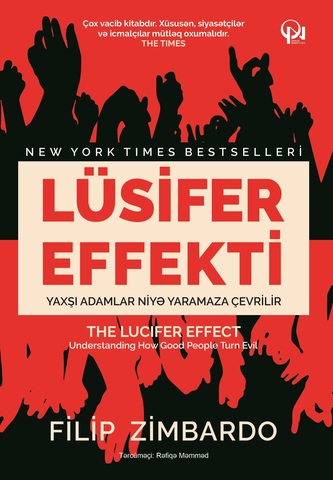 Çox vacib kitabdır. Xüsusən, siyasətçilər
və icmalçılar mütləq oxumalıdır.
THE TIMES
NEW YORK TIMES BESTSELLERİ
LÜSİFER
EFFEKTİ
YAXŞI ADAMLAR NİYƏ YARAMAZA ÇEVRİLİR
THE LUCIFER EFFECT
Understanding How Good People Turn Evil
FİLİP ZİMBARDO
Tərcüməçi: Rəfiqə Məmməd